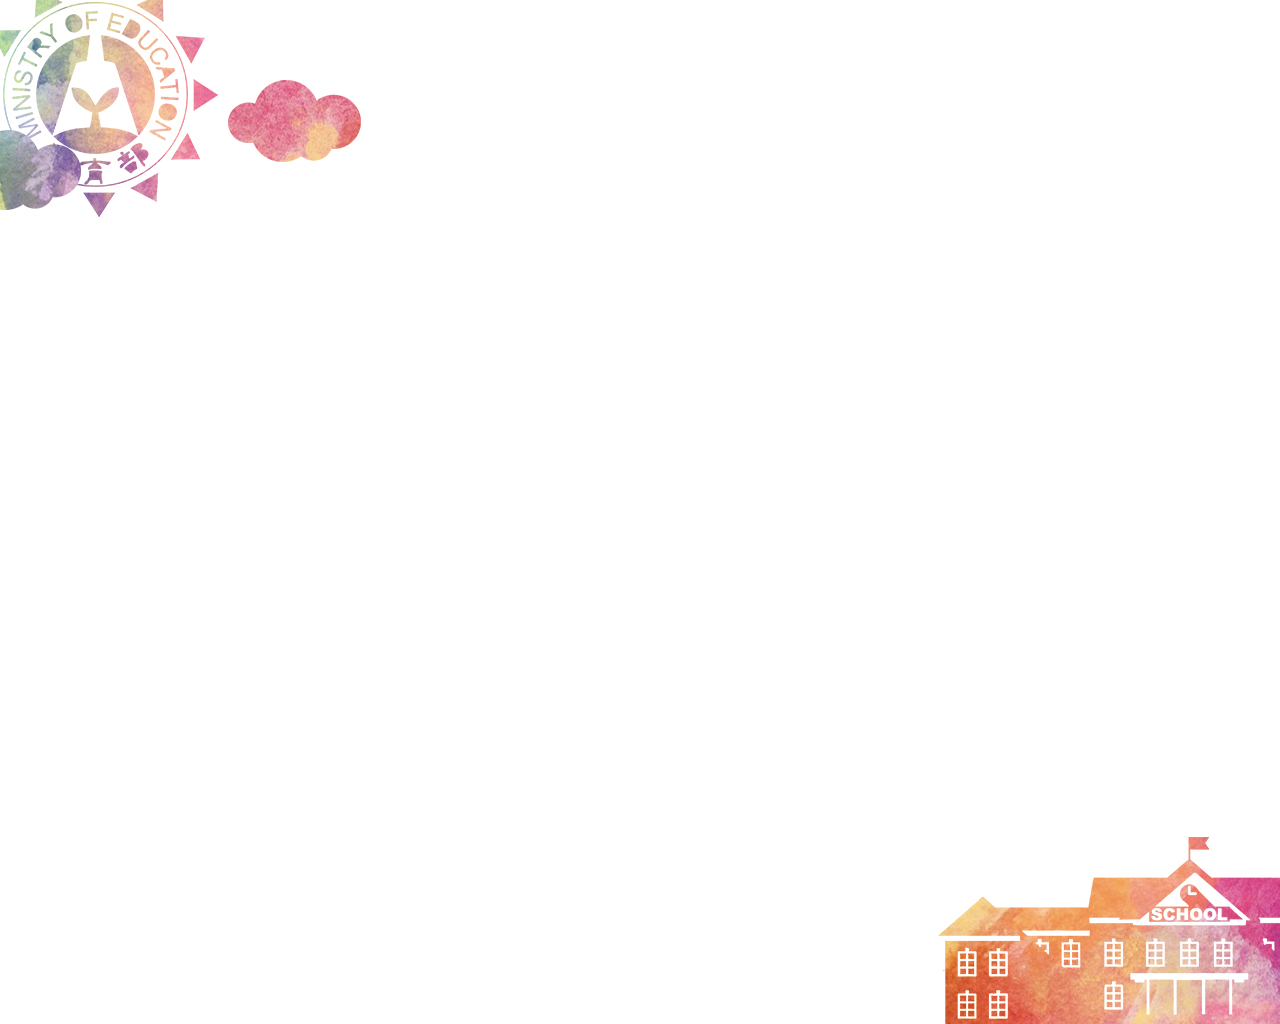 MINISTRY OF EDUCATION
育部
SCHOOL